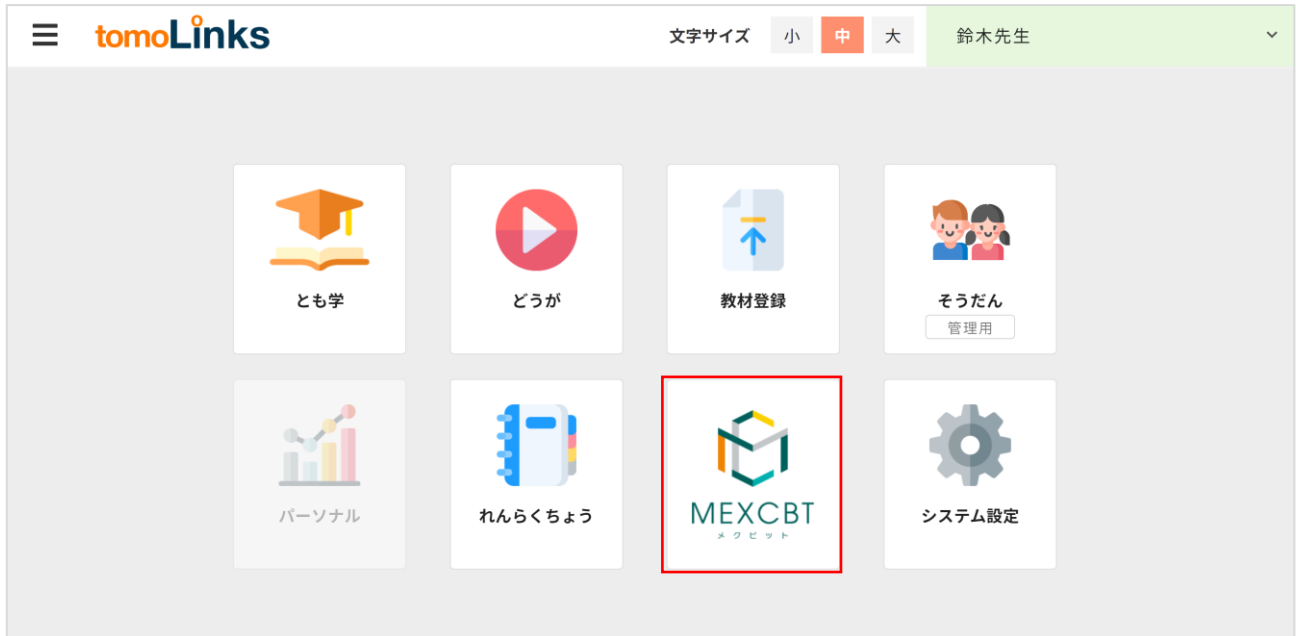 tomoLinks
文字サイズ 小 中 大 鈴木先生
とも学 どうが 教材登録 そうだん
管理用
パーソナル れんらくちょう MEXCBT システム設定
メクビット